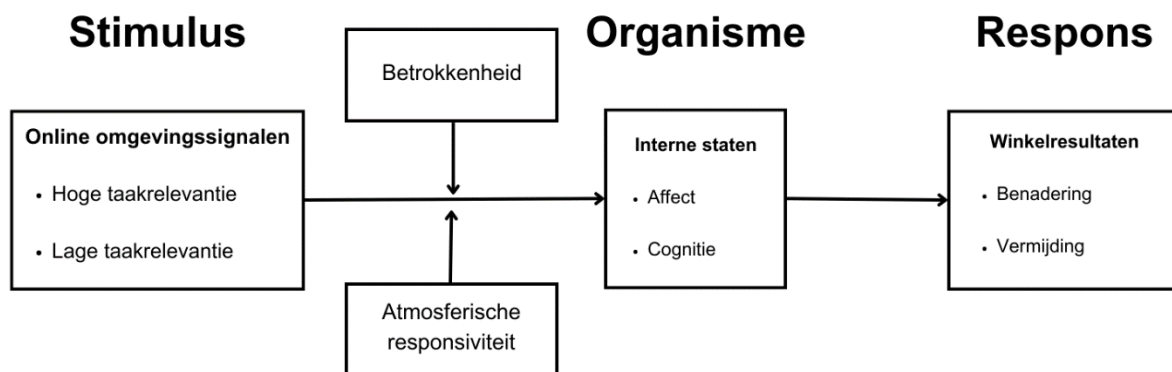 Stimulus
Organisme
Respons
Betrokkenheid
Online omgevingssignalen
• Hoge taakrelevantie
• Lage taakrelevantie
Interne staten
• Affect
• Cognitie
Winkelresultaten
• Benadering
• Vermijding
Atmosferische
responsiviteit